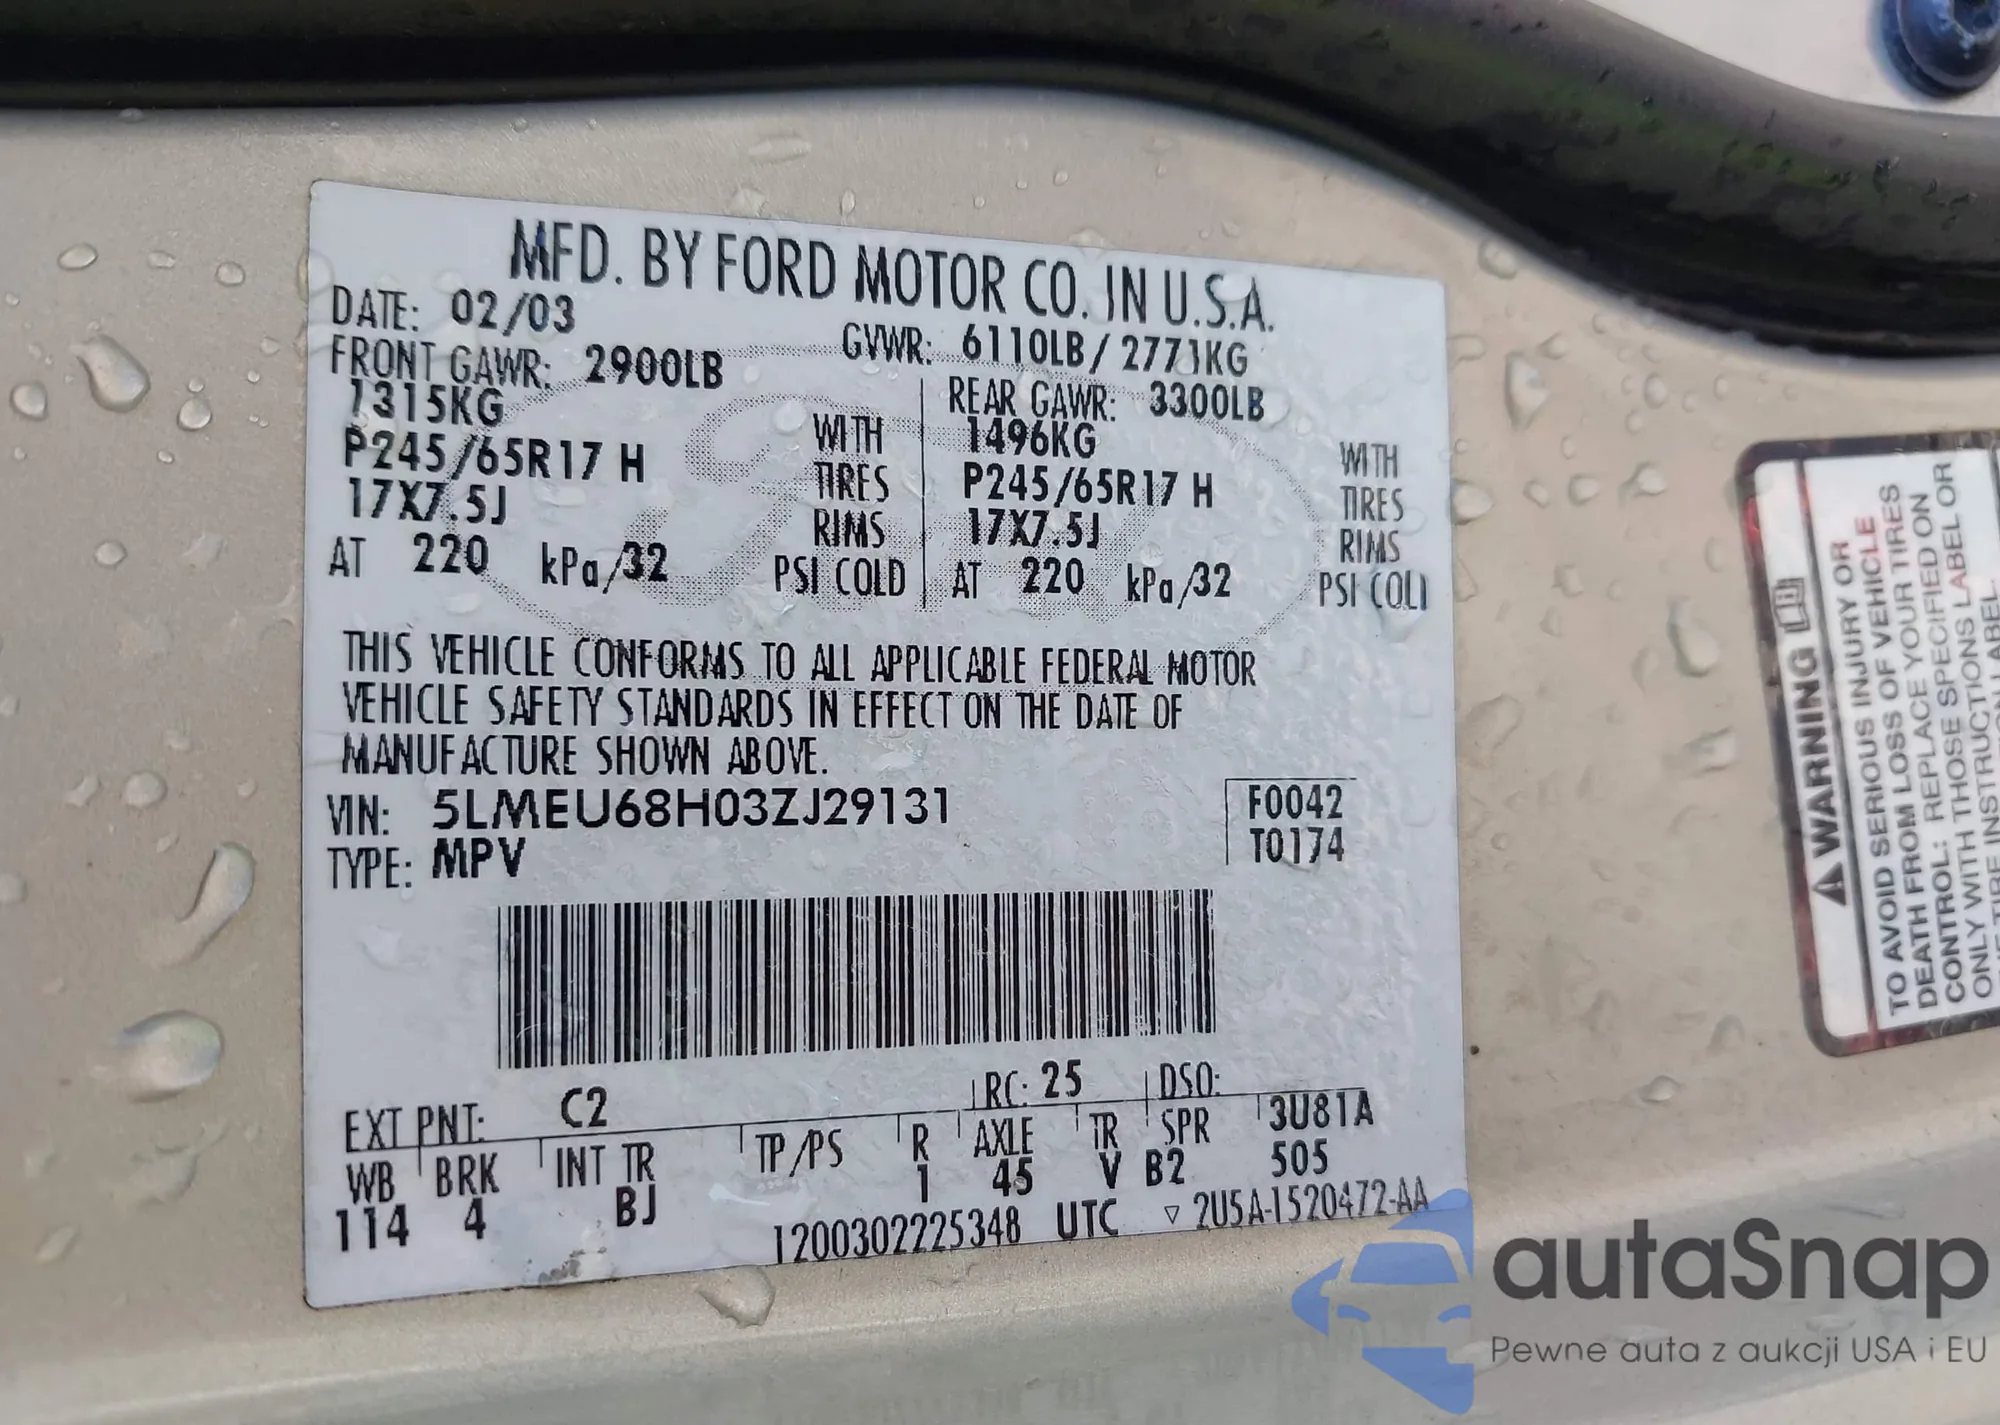 MFD. BY FORD MOTOR CO. IN U.S.A.
DATE: 02/03
GVWR: 6110LB / 2771KG
FRONT GAWR: 2900LB
REAR GAWR: 3300LB
1315KG WITH
1496KG WITH
P245/65R17 H TIRES
P245/65R17 H TIRES
17X7.5J RIMS
17X7.5J RIMS
AT 220 kPa/32 PSI COLD
AT 220 kPa/32 PSI COLD
THIS VEHICLE CONFORMS TO ALL APPLICABLE FEDERAL MOTOR
VEHICLE SAFETY STANDARDS IN EFFECT ON THE DATE OF
MANUFACTURE SHOWN ABOVE.
VIN: 5LMEU68H03ZJ29131
F0042
TYPE: MPV
T0174
EXT PNT: C2 RC: 25 DSO:
WB BRK INT TR TP/PS R AXLE TR SPR 3U81A
114 4 BJ 1 45 V B2 505
1200302225348 UTC ▽ 2U5A-1520472-AA
WARNING
TO AVOID SERIOUS INJURY OR
DEATH FROM LOSS OF VEHICLE
CONTROL: REPLACE YOUR TIRES
ONLY WITH THOSE SPECIFIED ON
TIRE INSTRUCTIONS LABEL OR
LABEL
autaSnap
Pewne auta z aukcji USA i EU